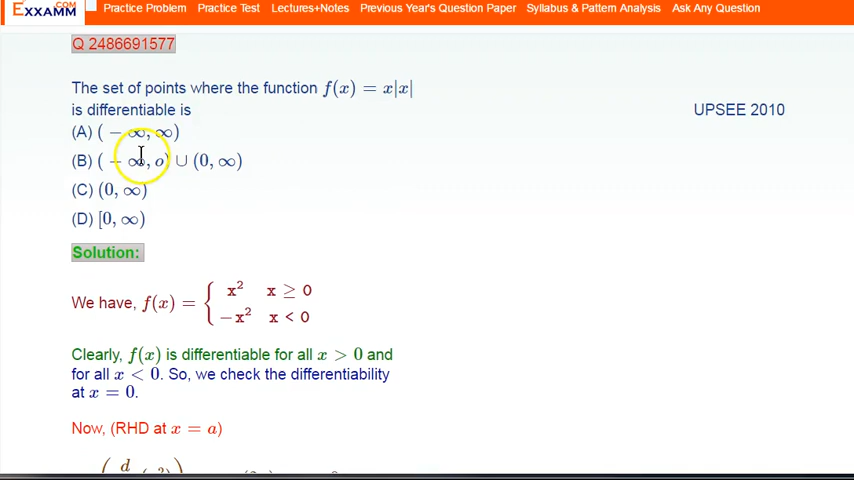 EXXAMM .COM Practice Problem Practice Test Lectures+Notes Previous Year's Question Paper Syllabus & Pattern Analysis Ask Any Question
Q 2486691577
The set of points where the function f(x) = x|x|
is differentiable is UPSEE 2010
(A) ( − ∞, ∞)
(B) ( − ∞, o) ∪ (0, ∞)
(C) (0, ∞)
(D) [0, ∞)
Solution:
We have, f(x) = { x² x ≥ 0
−x² x < 0
Clearly, f(x) is differentiable for all x > 0 and
for all x < 0. So, we check the differentiability
at x = 0.
Now, (RHD at x = a)